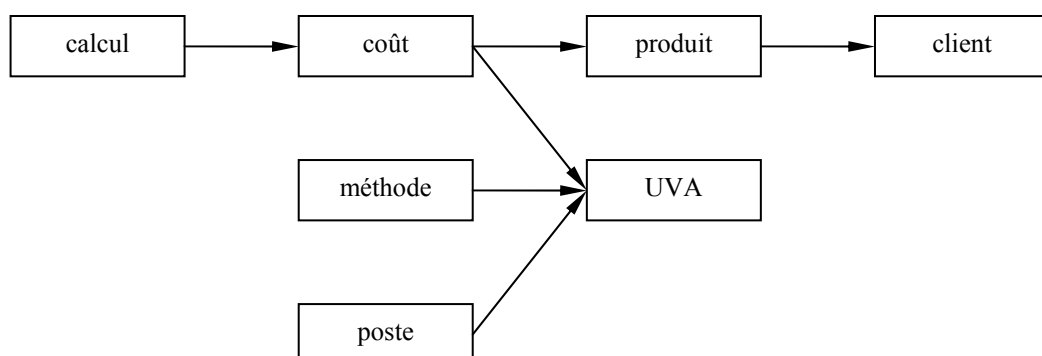 calcul
coût
produit
client
méthode
UVA
poste